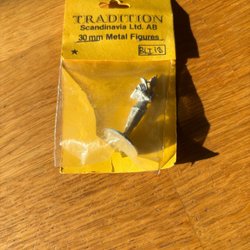 TRADITION
Scandinavia Ltd. AB
30 mm Metal Figures